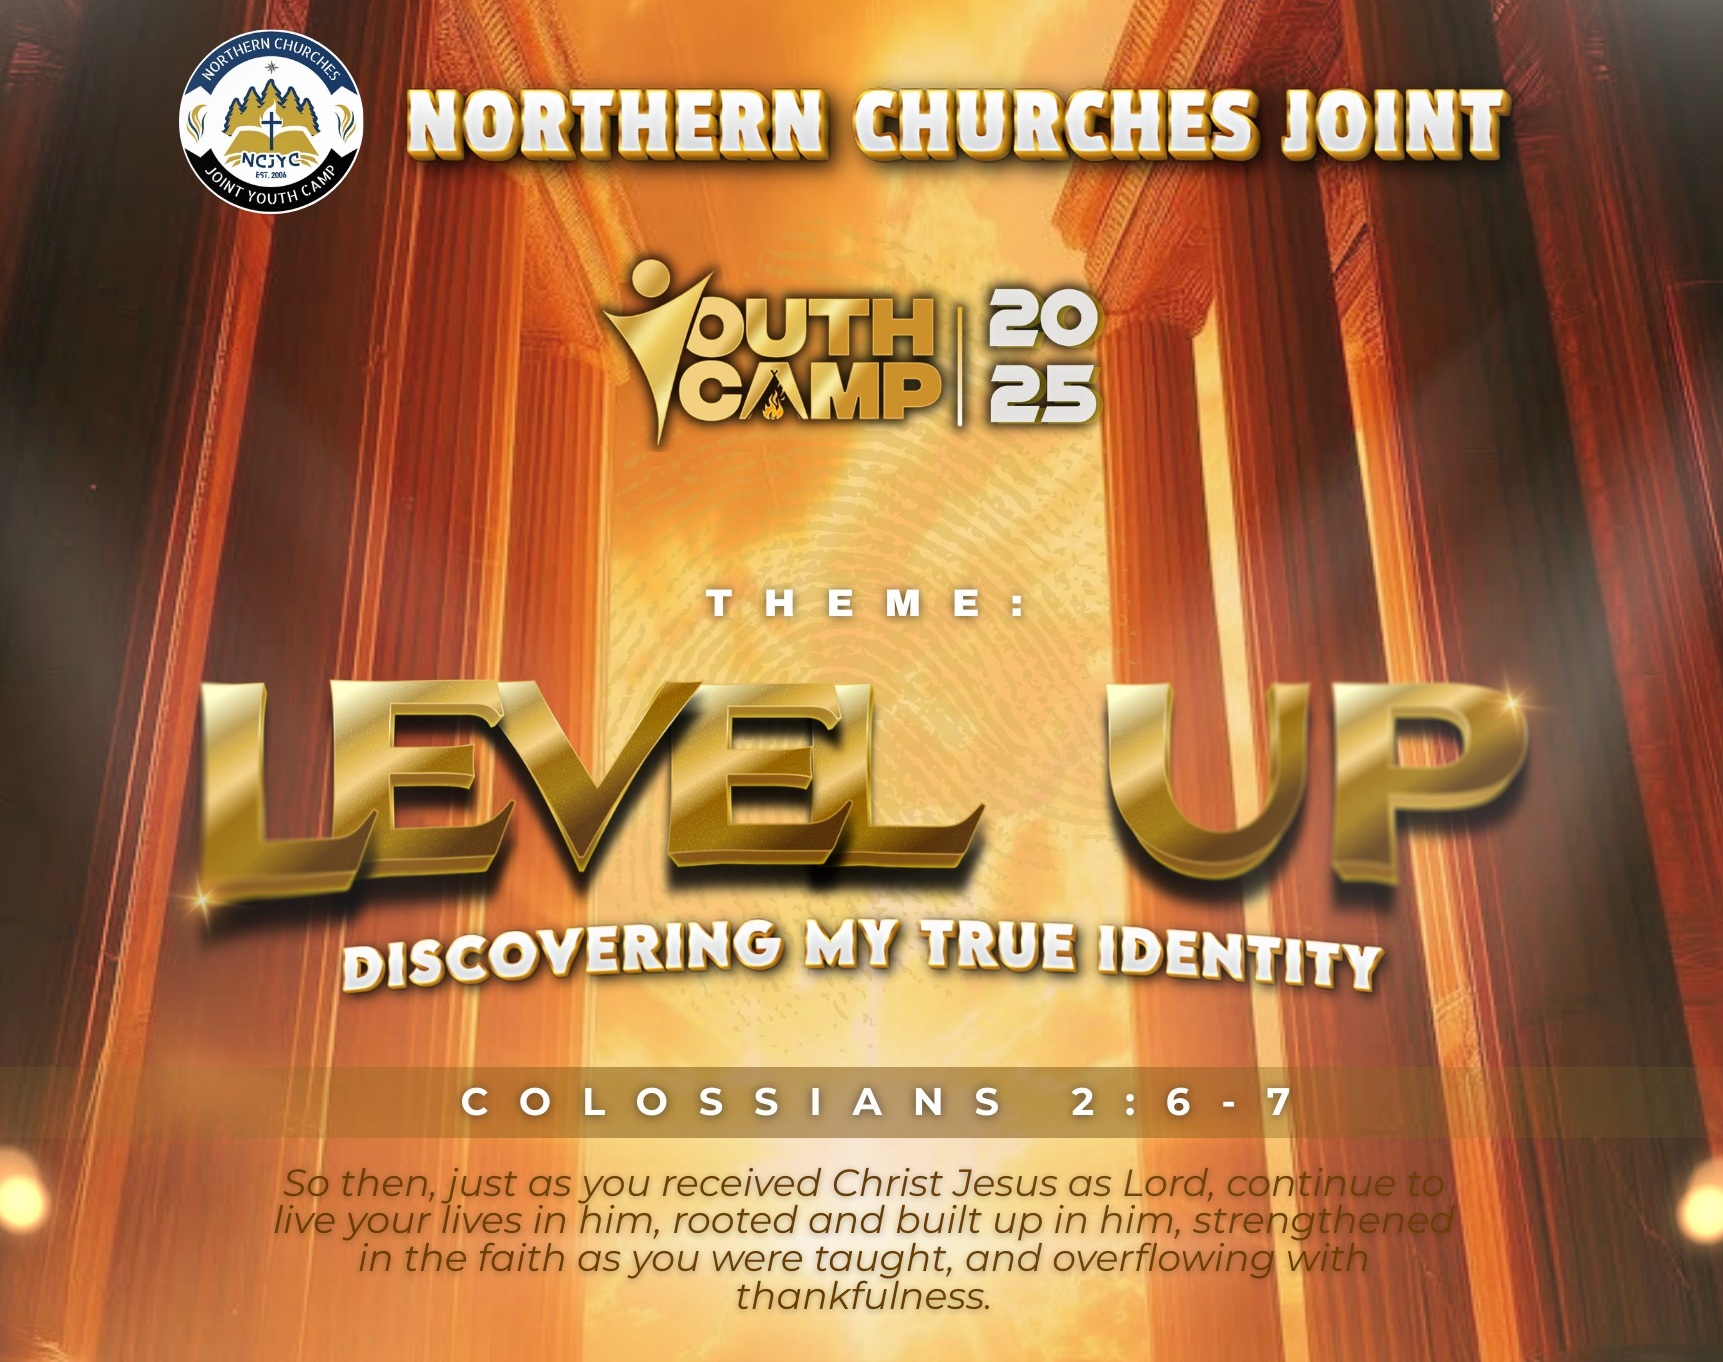 NORTHERN CHURCHES
NCJYC
EST. 2006
JOINT YOUTH CAMP
NORTHERN CHURCHES JOINT
YOUTH
CAMP
20
25
THEME:
LEVEL UP
DISCOVERING MY TRUE IDENTITY
COLOSSIANS 2:6-7
So then, just as you received Christ Jesus as Lord, continue to
live your lives in him, rooted and built up in him, strengthened
in the faith as you were taught, and overflowing with
thankfulness.